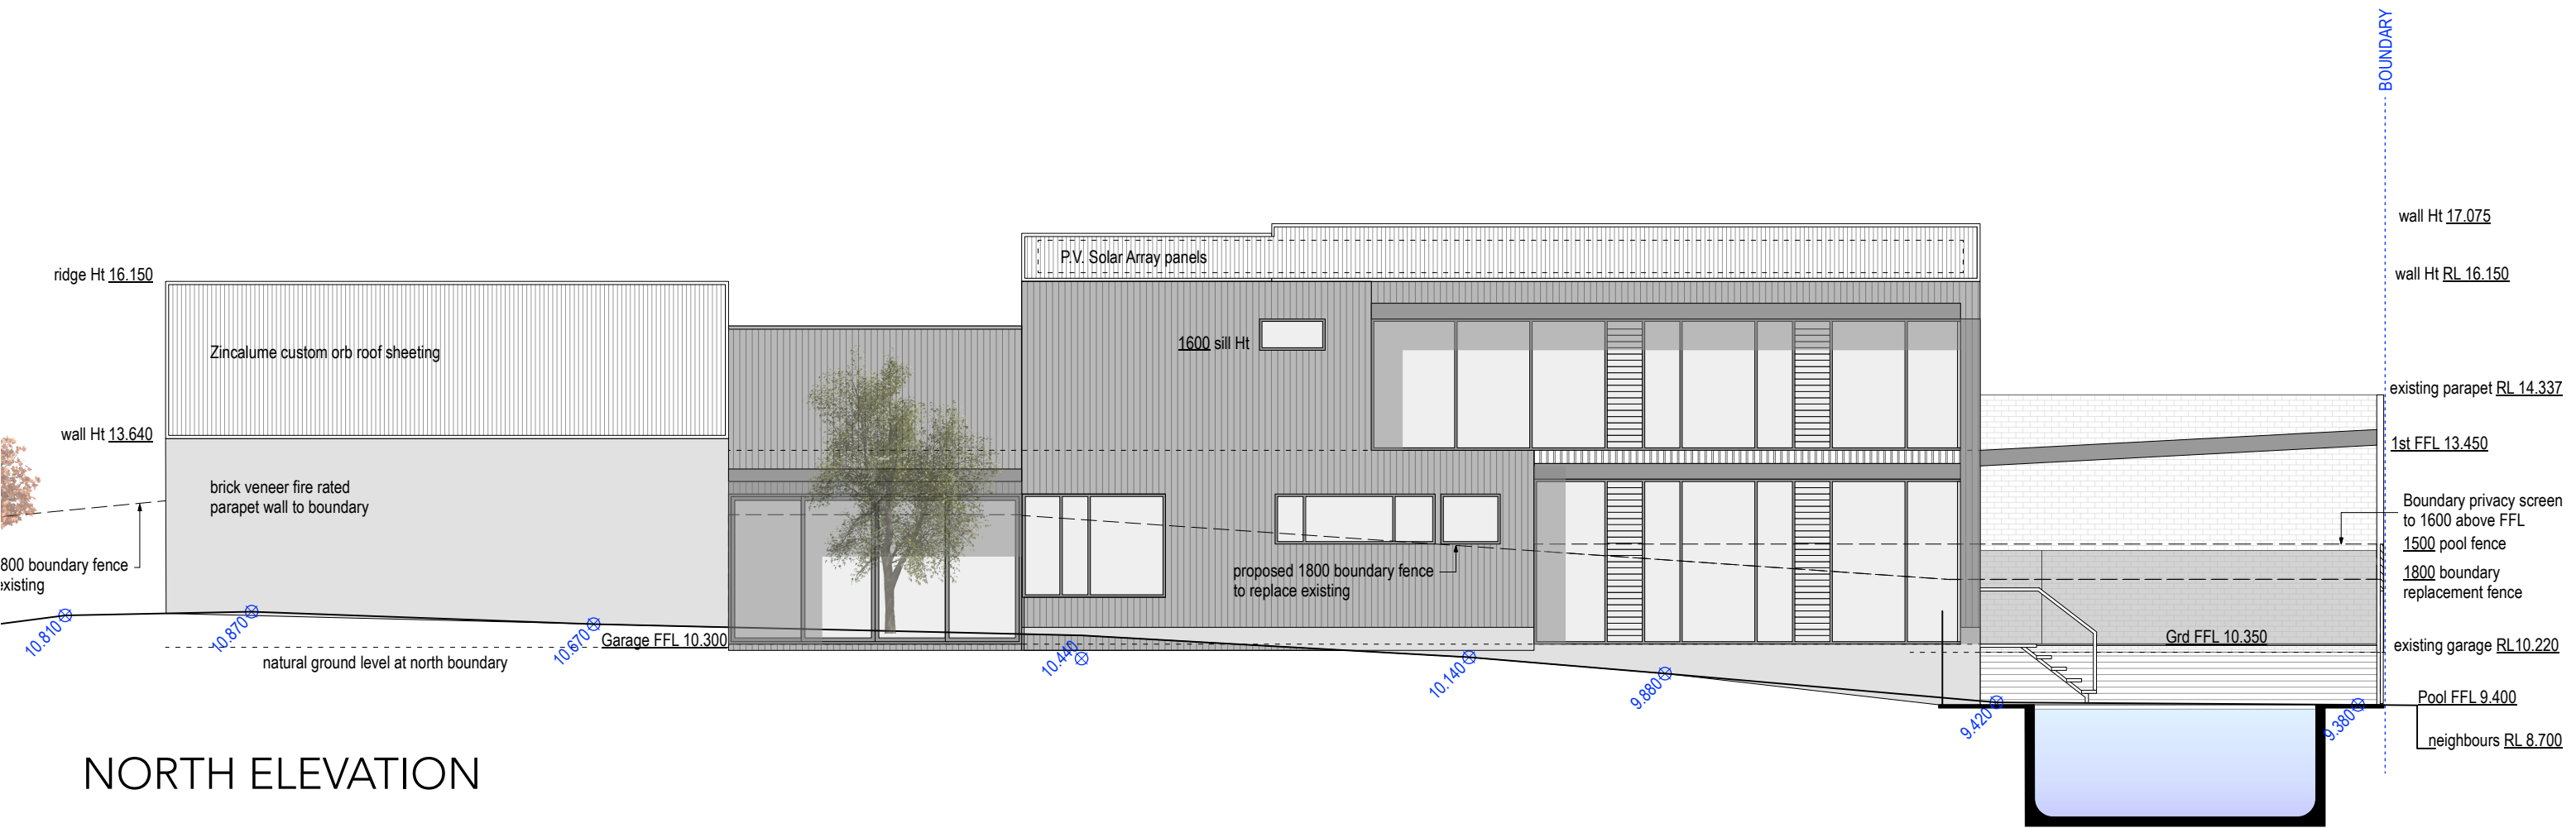 BOUNDARY
wall Ht 17.075
ridge Ht 16.150
P.V. Solar Array panels
wall Ht RL 16.150
Zincalume custom orb roof sheeting
1600 sill Ht
existing parapet RL 14.337
wall Ht 13.640
1st FFL 13.450
brick veneer fire rated
parapet wall to boundary
Boundary privacy screen
to 1600 above FFL
1500 pool fence
800 boundary fence
existing
proposed 1800 boundary fence
to replace existing
1800 boundary
replacement fence
10.810
10.870
10.670
Garage FFL 10.300
natural ground level at north boundary
10.440
10.140
9.880
9.420
9.380
Grd FFL 10.350
existing garage RL10.220
Pool FFL 9.400
neighbours RL 8.700
NORTH ELEVATION